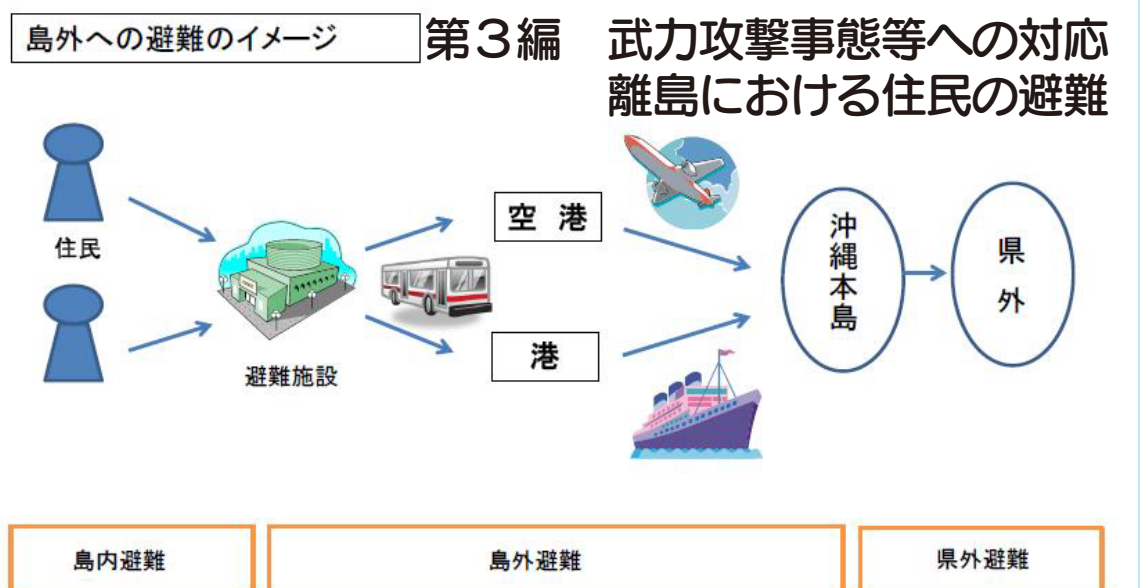 島外への避難のイメージ
第3編　武力攻撃事態等への対応
離島における住民の避難
住民
避難施設
空 港
港
沖縄本島
県外
島内避難
島外避難
県外避難